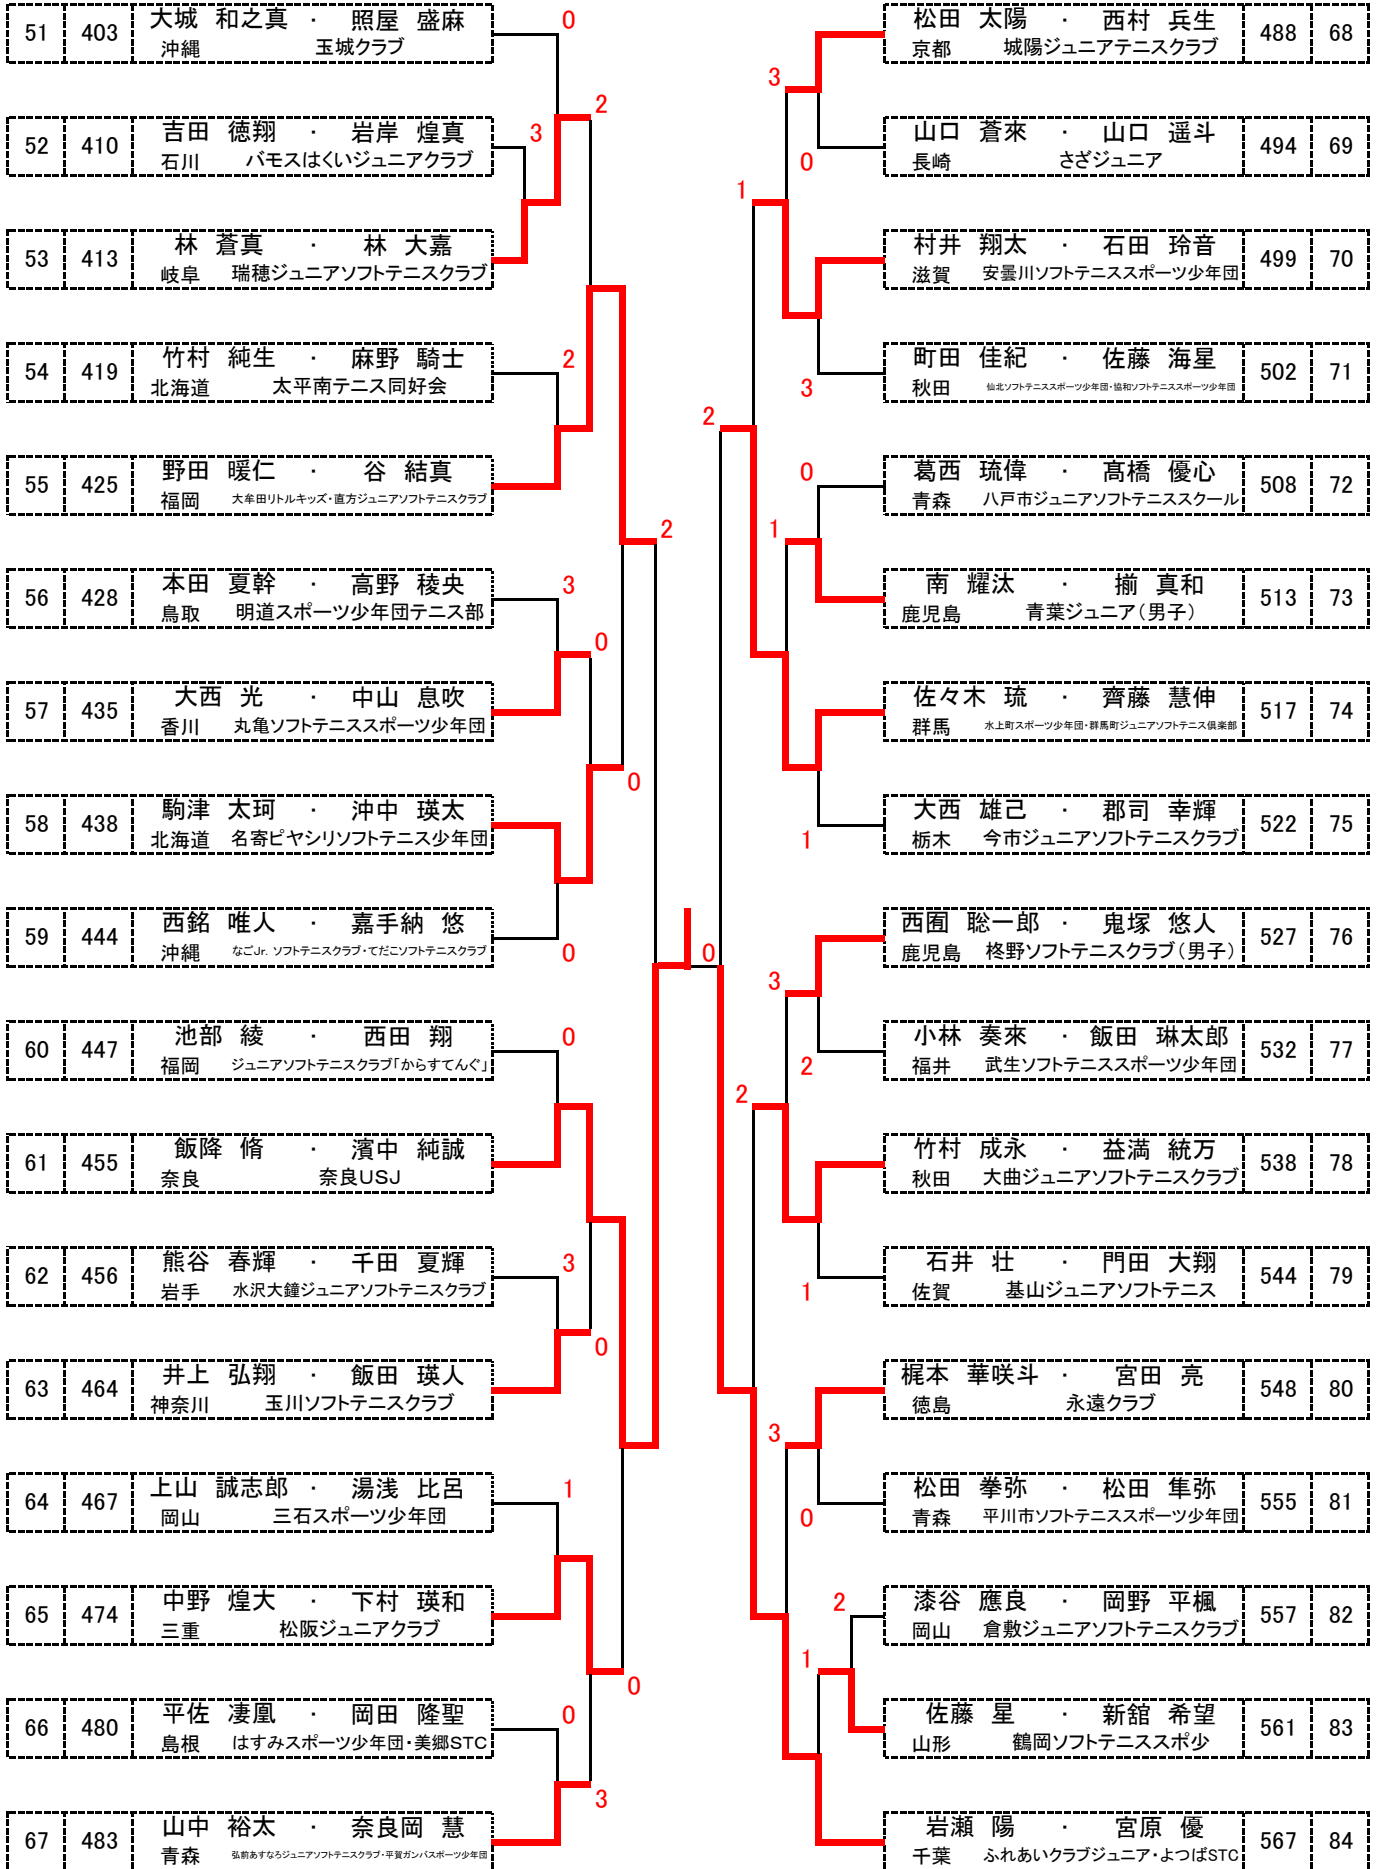 51 403 大城 和之真 ・ 照屋 盛麻
沖縄 玉城クラブ
0
52 410 吉田 徳翔 ・ 岩岸 煌真
石川 バモスはくいジュニアクラブ
3
2
53 413 林 蒼真 ・ 林 大嘉
岐阜 瑞穂ジュニアソフトテニスクラブ
54 419 竹村 純生 ・ 麻野 騎士
北海道 太平南テニス同好会
2
55 425 野田 暖仁 ・ 谷 結真
福岡 大牟田リトルキッズ・直方ジュニアソフトテニスクラブ
2
56 428 本田 夏幹 ・ 高野 稜央
鳥取 明道スポーツ少年団テニス部
3
0
57 435 大西 光 ・ 中山 息吹
香川 丸亀ソフトテニススポーツ少年団
0
58 438 駒津 太珂 ・ 沖中 瑛太
北海道 名寄ピヤシリソフトテニス少年団
59 444 西銘 唯人 ・ 嘉手納 悠
沖縄 なごJr. ソフトテニスクラブ・てだこソフトテニスクラブ
0
0
60 447 池部 綾 ・ 西田 翔
福岡 ジュニアソフトテニスクラブ「からすてんぐ」
0
61 455 飯降 脩 ・ 濱中 純誠
奈良 奈良USJ
62 456 熊谷 春輝 ・ 千田 夏輝
岩手 水沢大鐘ジュニアソフトテニスクラブ
3
0
63 464 井上 弘翔 ・ 飯田 瑛人
神奈川 玉川ソフトテニスクラブ
64 467 上山 誠志郎 ・ 湯浅 比呂
岡山 三石スポーツ少年団
1
65 474 中野 煌大 ・ 下村 瑛和
三重 松阪ジュニアクラブ
0
66 480 平佐 凄凰 ・ 岡田 隆聖
島根 はすみスポーツ少年団・美郷STC
0
3
67 483 山中 裕太 ・ 奈良岡 慧
青森 弘前あすなろジュニアソフトテニスクラブ・平賀ガンバスポーツ少年団
松田 太陽 ・ 西村 兵生 488 68
京都 城陽ジュニアテニスクラブ
3
山口 蒼來 ・ 山口 遥斗 494 69
長崎 さざジュニア
0
1
村井 翔太 ・ 石田 玲音 499 70
滋賀 安曇川ソフトテニススポーツ少年団
町田 佳紀 ・ 佐藤 海星 502 71
秋田 仙北ソフトテニススポーツ少年団・協和ソフトテニススポーツ少年団
3
2
葛西 琉偉 ・ 髙橋 優心 508 72
青森 八戸市ジュニアソフトテニススクール
0
1
南 耀汰 ・ 揃 真和 513 73
鹿児島 青葉ジュニア(男子)
佐々木 琉 ・ 齊藤 慧伸 517 74
群馬 水上町スポーツ少年団・群馬町ジュニアソフトテニス倶楽部
大西 雄己 ・ 郡司 幸輝 522 75
栃木 今市ジュニアソフトテニスクラブ
1
西囿 聡一郎 ・ 鬼塚 悠人 527 76
鹿児島 柊野ソフトテニスクラブ(男子)
3
小林 奏來 ・ 飯田 琳太郎 532 77
福井 武生ソフトテニススポーツ少年団
2
2
竹村 成永 ・ 益満 統万 538 78
秋田 大曲ジュニアソフトテニスクラブ
石井 壮 ・ 門田 大翔 544 79
佐賀 基山ジュニアソフトテニス
1
梶本 華咲斗 ・ 宮田 亮 548 80
徳島 永遠クラブ
3
松田 拳弥 ・ 松田 隼弥 555 81
青森 平川市ソフトテニススポーツ少年団
0
漆谷 應良 ・ 岡野 平楓 557 82
岡山 倉敷ジュニアソフトテニスクラブ
2
1
佐藤 星 ・ 新舘 希望 561 83
山形 鶴岡ソフトテニススポ少
岩瀬 陽 ・ 宮原 優 567 84
千葉 ふれあいクラブジュニア・よつばSTC